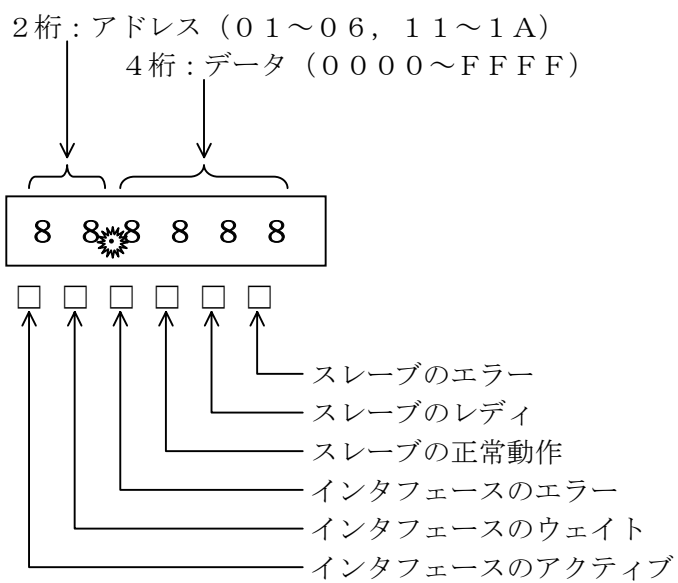 2桁：アドレス（０１～０６，１１～１Ａ）
4桁：データ（００００～ＦＦＦＦ）
8 8 8 8 8 8
スレーブのエラー
スレーブのレディ
スレーブの正常動作
インタフェースのエラー
インタフェースのウェイト
インタフェースのアクティブ